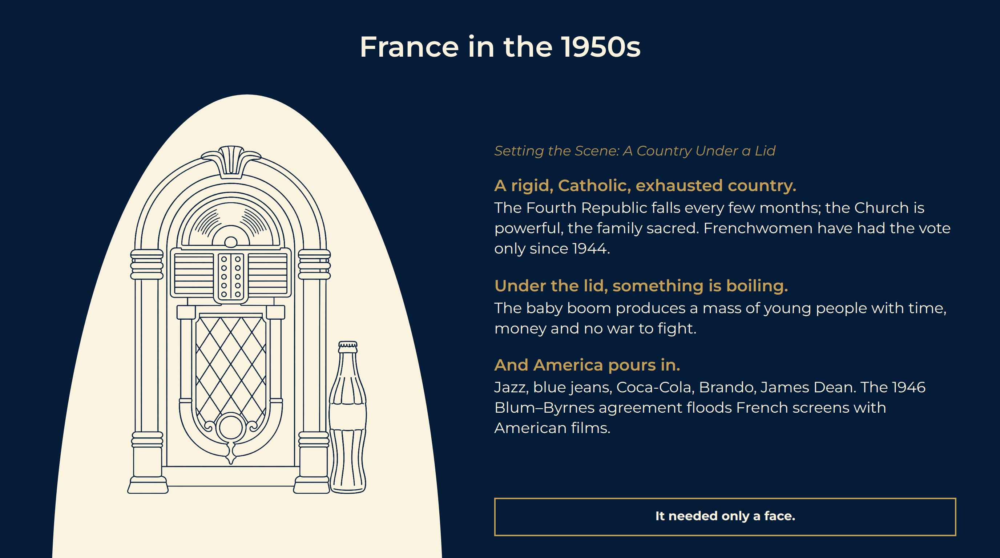 France in the 1950s
Setting the Scene: A Country Under a Lid
A rigid, Catholic, exhausted country.
The Fourth Republic falls every few months; the Church is
powerful, the family sacred. Frenchwomen have had the vote
only since 1944.
Under the lid, something is boiling.
The baby boom produces a mass of young people with time,
money and no war to fight.
And America pours in.
Jazz, blue jeans, Coca-Cola, Brando, James Dean. The 1946
Blum–Byrnes agreement floods French screens with
American films.
It needed only a face.